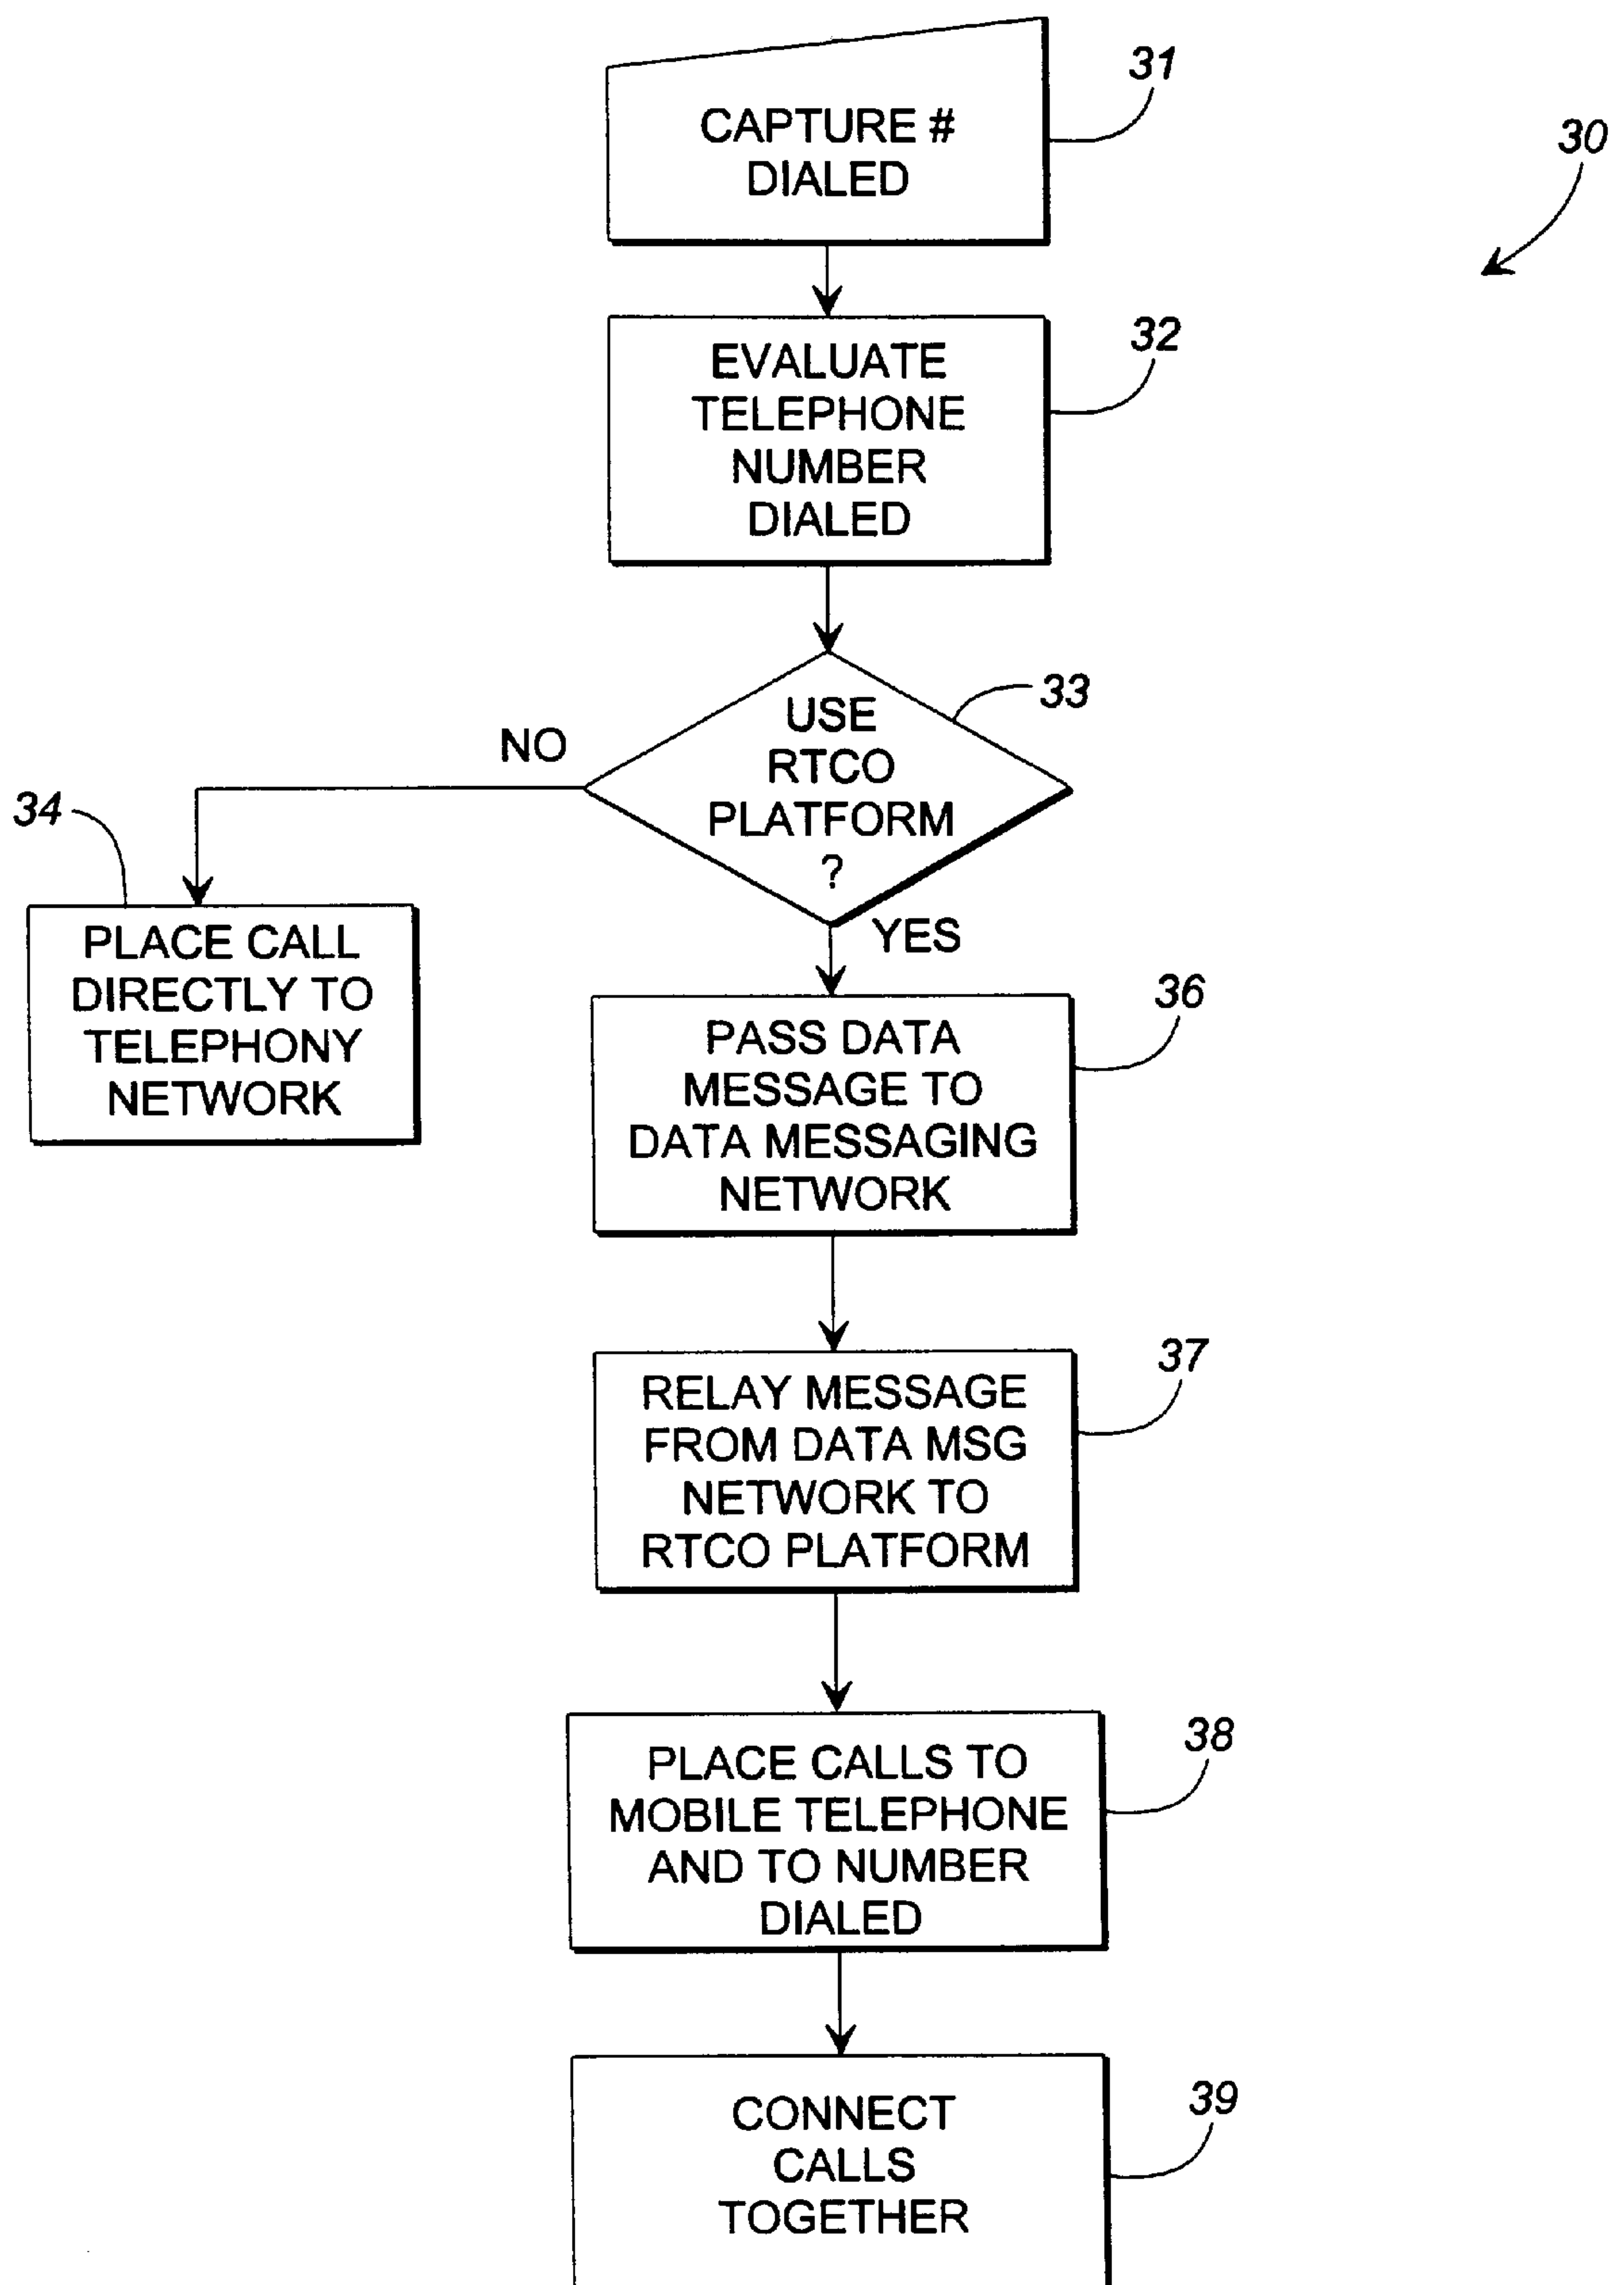 31
CAPTURE #
DIALED
30
32
EVALUATE
TELEPHONE
NUMBER
DIALED
33
USE
RTCO
PLATFORM
?
NO
34
PLACE CALL
DIRECTLY TO
TELEPHONY
NETWORK
YES
36
PASS DATA
MESSAGE TO
DATA MESSAGING
NETWORK
37
RELAY MESSAGE
FROM DATA MSG
NETWORK TO
RTCO PLATFORM
38
PLACE CALLS TO
MOBILE TELEPHONE
AND TO NUMBER
DIALED
39
CONNECT
CALLS
TOGETHER